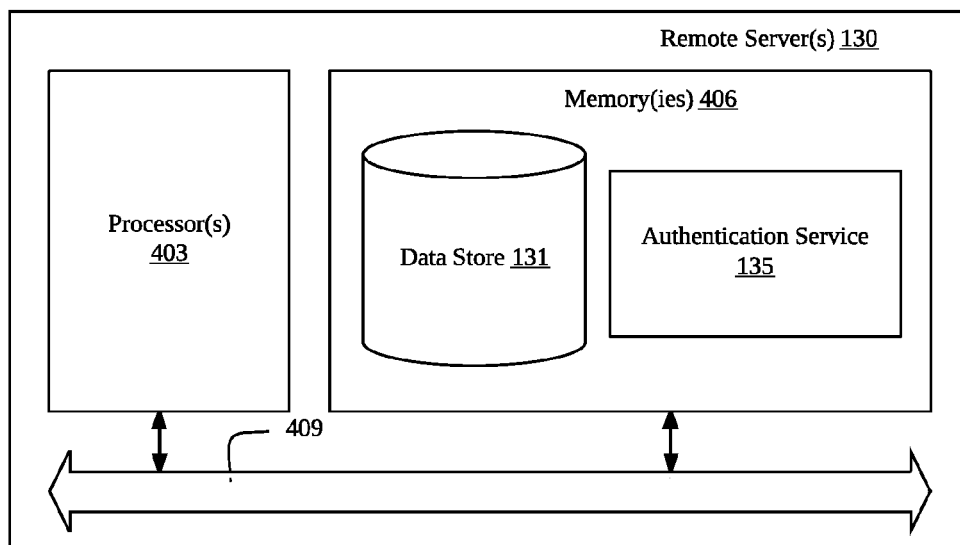 Remote Server(s) 130
Memory(ies) 406
Processor(s)
403
Data Store 131
Authentication Service
135
409